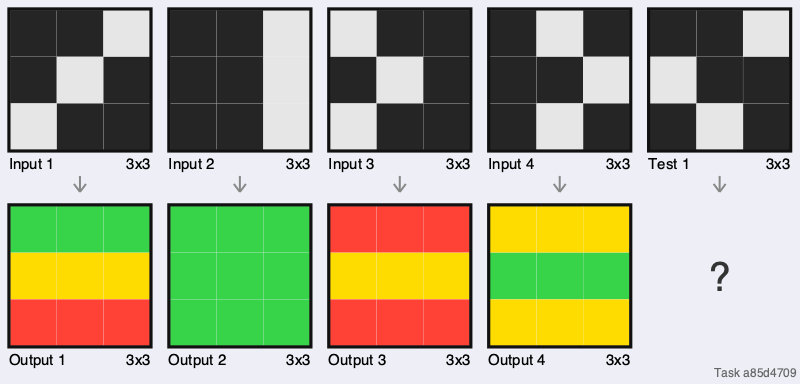 Input 1 3x3
Input 2 3x3
Input 3 3x3
Input 4 3x3
Test 1 3x3
Output 1 3x3
Output 2 3x3
Output 3 3x3
Output 4 3x3
?
Task a85d4709